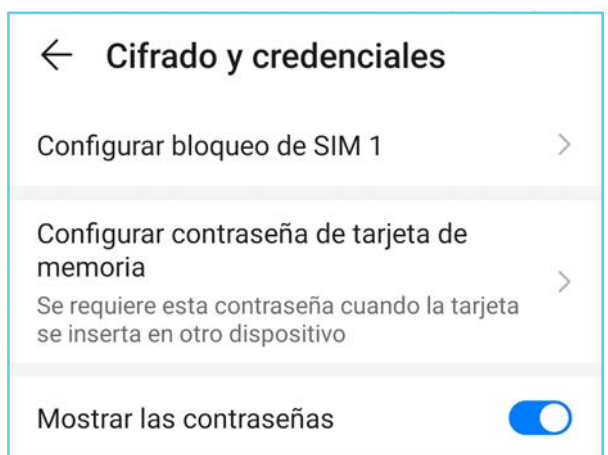 Cifrado y credenciales
Configurar bloqueo de SIM 1
Configurar contraseña de tarjeta de
memoria
Se requiere esta contraseña cuando la tarjeta
se inserta en otro dispositivo
Mostrar las contraseñas